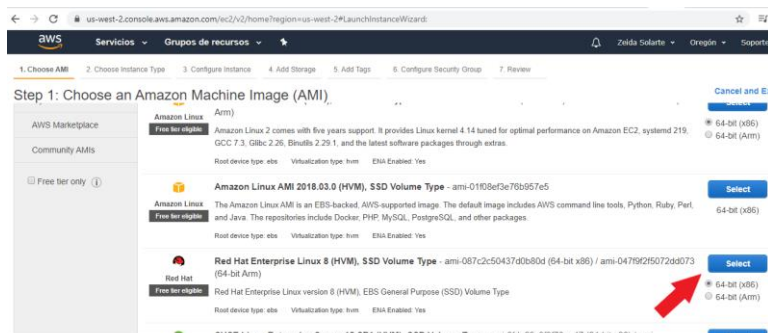 us-west-2.console.aws.amazon.com/ec2/v2/home?region=us-west-2#LaunchInstanceWizard:
aws Servicios Grupos de recursos Zeida Solarte Oregón Soporte
1. Choose AMI 2. Choose Instance Type 3. Configure Instance 4. Add Storage 5. Add Tags 6. Configure Security Group 7. Review
Step 1: Choose an Amazon Machine Image (AMI) Cancel and E
AWS Marketplace
Community AMIs
Free tier only
Amazon Linux
Free tier eligible
Arm)
Amazon Linux 2 comes with five years support. It provides Linux kernel 4.14 tuned for optimal performance on Amazon EC2, systemd 219,
GCC 7.3, Glibc 2.26, Binutils 2.29.1, and the latest software packages through extras.
Root device type: ebs Virtualization type: hvm ENA Enabled: Yes
Select
64-bit (x86)
64-bit (Arm)
Amazon Linux
Free tier eligible
Amazon Linux AMI 2018.03.0 (HVM), SSD Volume Type - ami-01f08ef3e76b957e5
The Amazon Linux AMI is an EBS-backed, AWS-supported image. The default image includes AWS command line tools, Python, Ruby, Perl,
and Java. The repositories include Docker, PHP, MySQL, PostgreSQL, and other packages.
Root device type: ebs Virtualization type: hvm ENA Enabled: Yes
Select
64-bit (x86)
Red Hat
Free tier eligible
Red Hat Enterprise Linux 8 (HVM), SSD Volume Type - ami-087c2c50437d0b80d (64-bit x86) / ami-047f9f2f5072dd073
(64-bit Arm)
Red Hat Enterprise Linux version 8 (HVM), EBS General Purpose (SSD) Volume Type
Root device type: ebs Virtualization type: hvm ENA Enabled: Yes
Select
64-bit (x86)
64-bit (Arm)